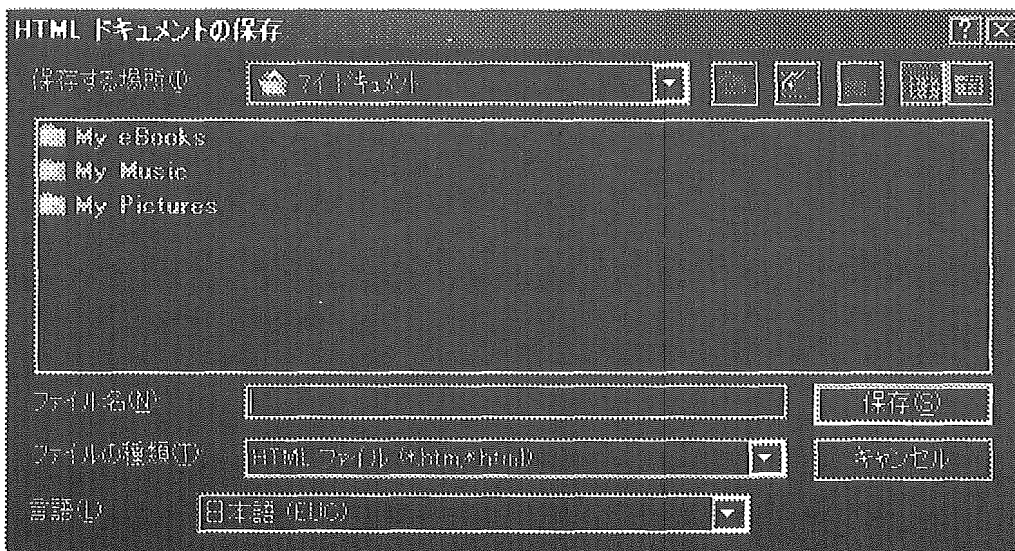 HTML ドキュメントの保存
保存する場所(I)
マイ ドキュメント
My eBooks
My Music
My Pictures
ファイル名(N)
保存(S)
ファイルの種類(T)
HTML ファイル (*.htm,*.html)
キャンセル
言語(L)
日本語 (EUC)